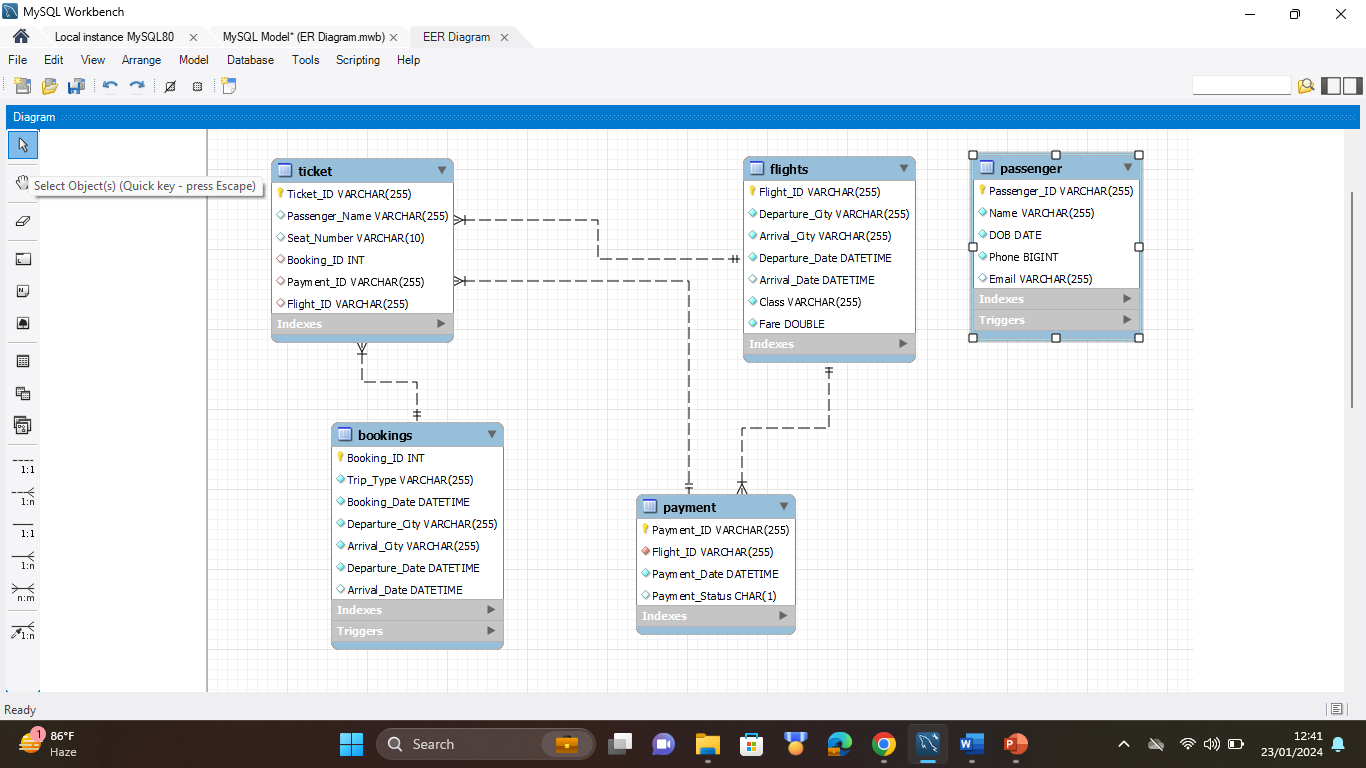 MySQL Workbench
Local instance MySQL80
MySQL Model* (ER Diagram.mwb)
EER Diagram
File Edit View Arrange Model Database Tools Scripting Help
Diagram
Select Object(s) (Quick key - press Escape)
1:1
1:n
1:1
1:n
n:m
1:n
ticket
Ticket_ID VARCHAR(255)
Passenger_Name VARCHAR(255)
Seat_Number VARCHAR(10)
Booking_ID INT
Payment_ID VARCHAR(255)
Flight_ID VARCHAR(255)
Indexes
flights
Flight_ID VARCHAR(255)
Departure_City VARCHAR(255)
Arrival_City VARCHAR(255)
Departure_Date DATETIME
Arrival_Date DATETIME
Class VARCHAR(255)
Fare DOUBLE
Indexes
passenger
Passenger_ID VARCHAR(255)
Name VARCHAR(255)
DOB DATE
Phone BIGINT
Email VARCHAR(255)
Indexes
Triggers
bookings
Booking_ID INT
Trip_Type VARCHAR(255)
Booking_Date DATETIME
Departure_City VARCHAR(255)
Arrival_City VARCHAR(255)
Departure_Date DATETIME
Arrival_Date DATETIME
Indexes
Triggers
payment
Payment_ID VARCHAR(255)
Flight_ID VARCHAR(255)
Payment_Date DATETIME
Payment_Status CHAR(1)
Indexes
Ready
1
86°F
Haze
Search
W
P
12:41
23/01/2024